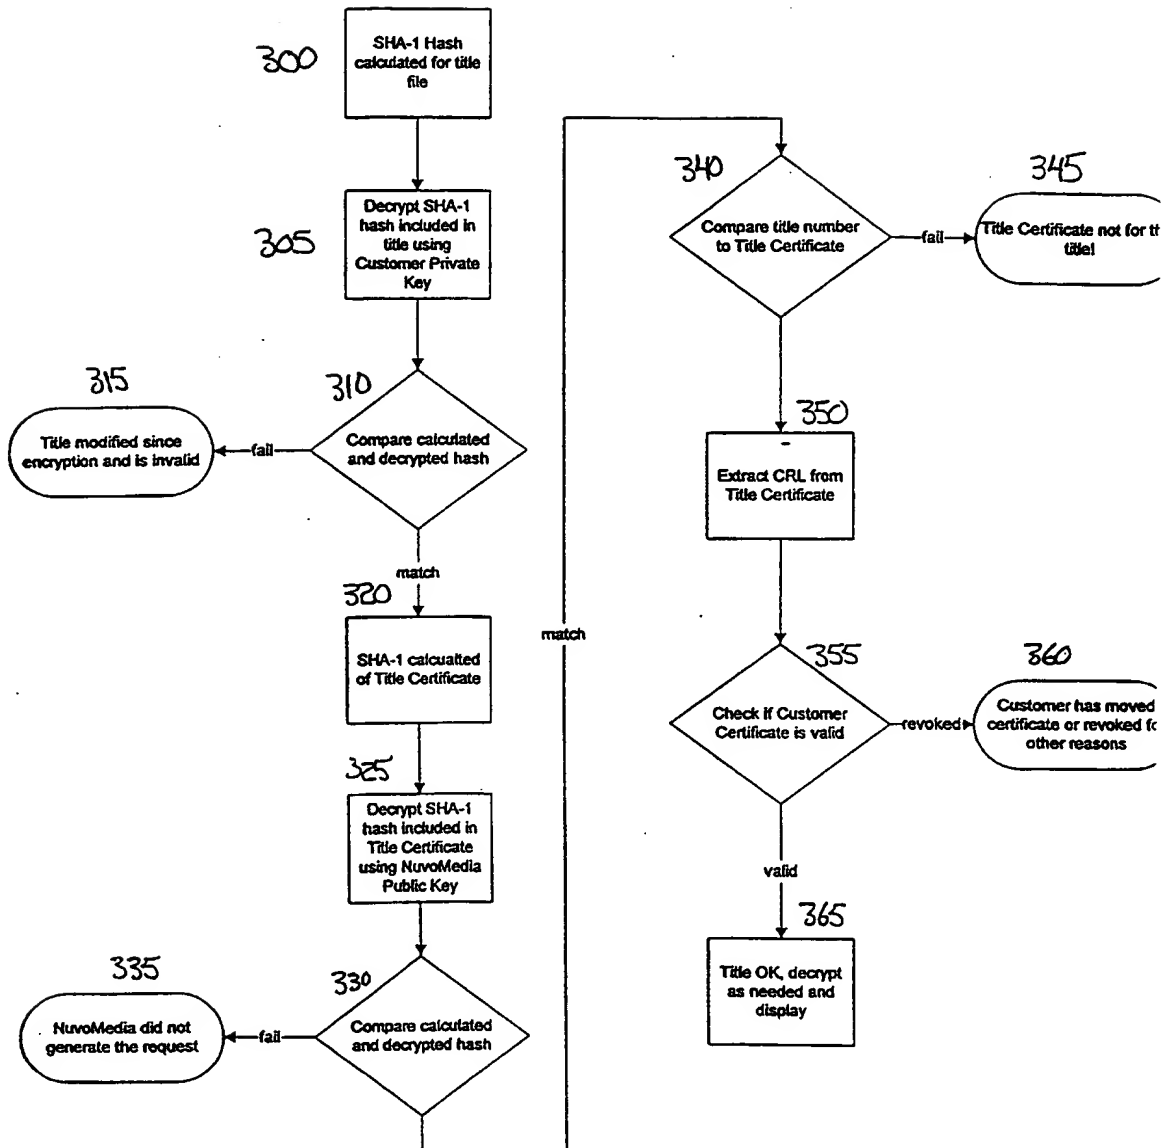 300
SHA-1 Hash
calculated for title
file
305
Decrypt SHA-1
hash included in
title using
Customer Private
Key
315
310
Title modified since
encryption and is invalid
fail
Compare calculated
and decrypted hash
match
320
SHA-1 calcualted
of Title Certificate
325
Decrypt SHA-1
hash included in
Title Certificate
using NuvoMedia
Public Key
335
330
NuvoMedia did not
generate the request
fail
Compare calculated
and decrypted hash
match
340
Compare title number
to Title Certificate
fail
345
Title Certificate not for th
title!
350
Extract CRL from
Title Certificate
355
Check if Customer
Certificate is valid
revoked
360
Customer has moved
certificate or revoked fo
other reasons
valid
365
Title OK, decrypt
as needed and
display